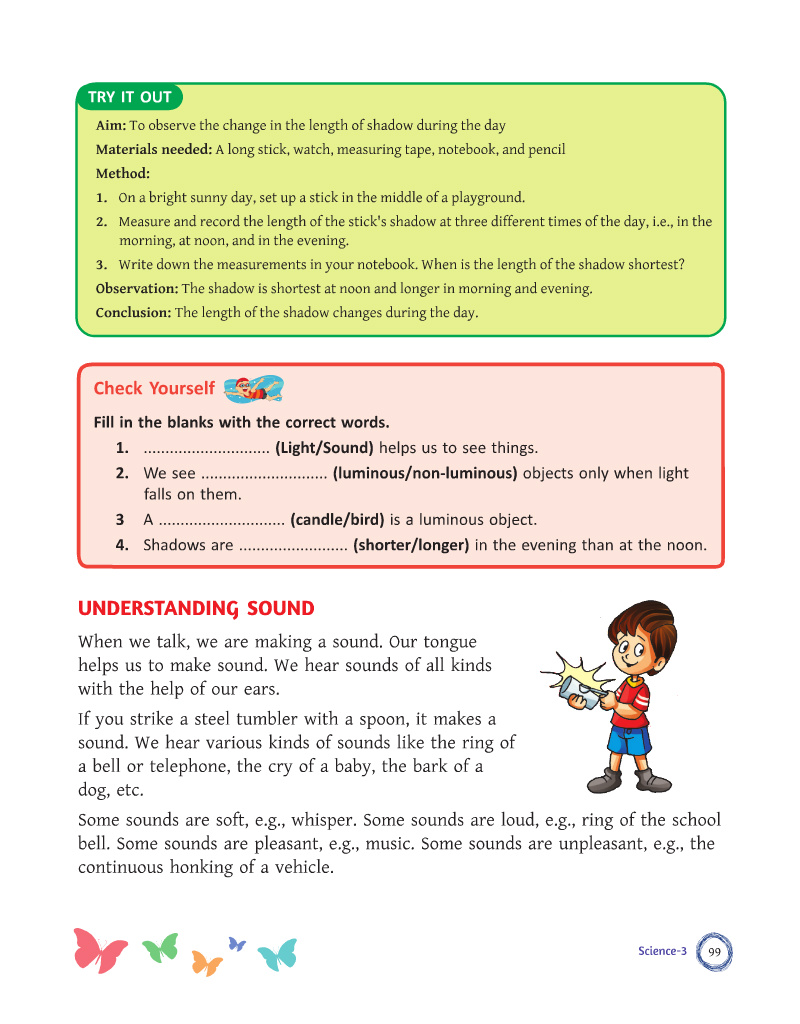 TRY IT OUT
Aim: To observe the change in the length of shadow during the day
Materials needed: A long stick, watch, measuring tape, notebook, and pencil
Method:
1. On a bright sunny day, set up a stick in the middle of a playground.
2. Measure and record the length of the stick's shadow at three different times of the day, i.e., in the
morning, at noon, and in the evening.
3. Write down the measurements in your notebook. When is the length of the shadow shortest?
Observation: The shadow is shortest at noon and longer in morning and evening.
Conclusion: The length of the shadow changes during the day.
Check Yourself
Fill in the blanks with the correct words.
1. ............................. (Light/Sound) helps us to see things.
2. We see ............................. (luminous/non-luminous) objects only when light
falls on them.
3 A ............................. (candle/bird) is a luminous object.
4. Shadows are ......................... (shorter/longer) in the evening than at the noon.
UNDERSTANDING SOUND
When we talk, we are making a sound. Our tongue
helps us to make sound. We hear sounds of all kinds
with the help of our ears.
If you strike a steel tumbler with a spoon, it makes a
sound. We hear various kinds of sounds like the ring of
a bell or telephone, the cry of a baby, the bark of a
dog, etc.
Some sounds are soft, e.g., whisper. Some sounds are loud, e.g., ring of the school
bell. Some sounds are pleasant, e.g., music. Some sounds are unpleasant, e.g., the
continuous honking of a vehicle.
Science-3 99